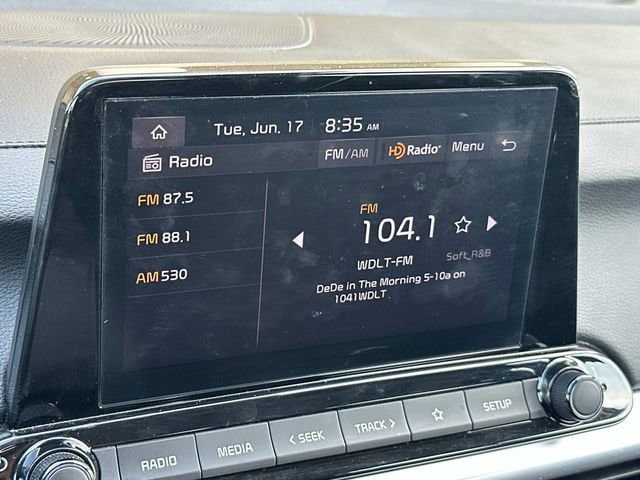 Tue, Jun. 17 8:35 AM
Radio FM/AM HD Radio Menu
FM 87.5
FM 88.1
AM 530
FM
104.1
WDLT-FM Soft_R&B
DeDe in The Morning 5-10a on
1041WDLT
RADIO MEDIA < SEEK TRACK > SETUP